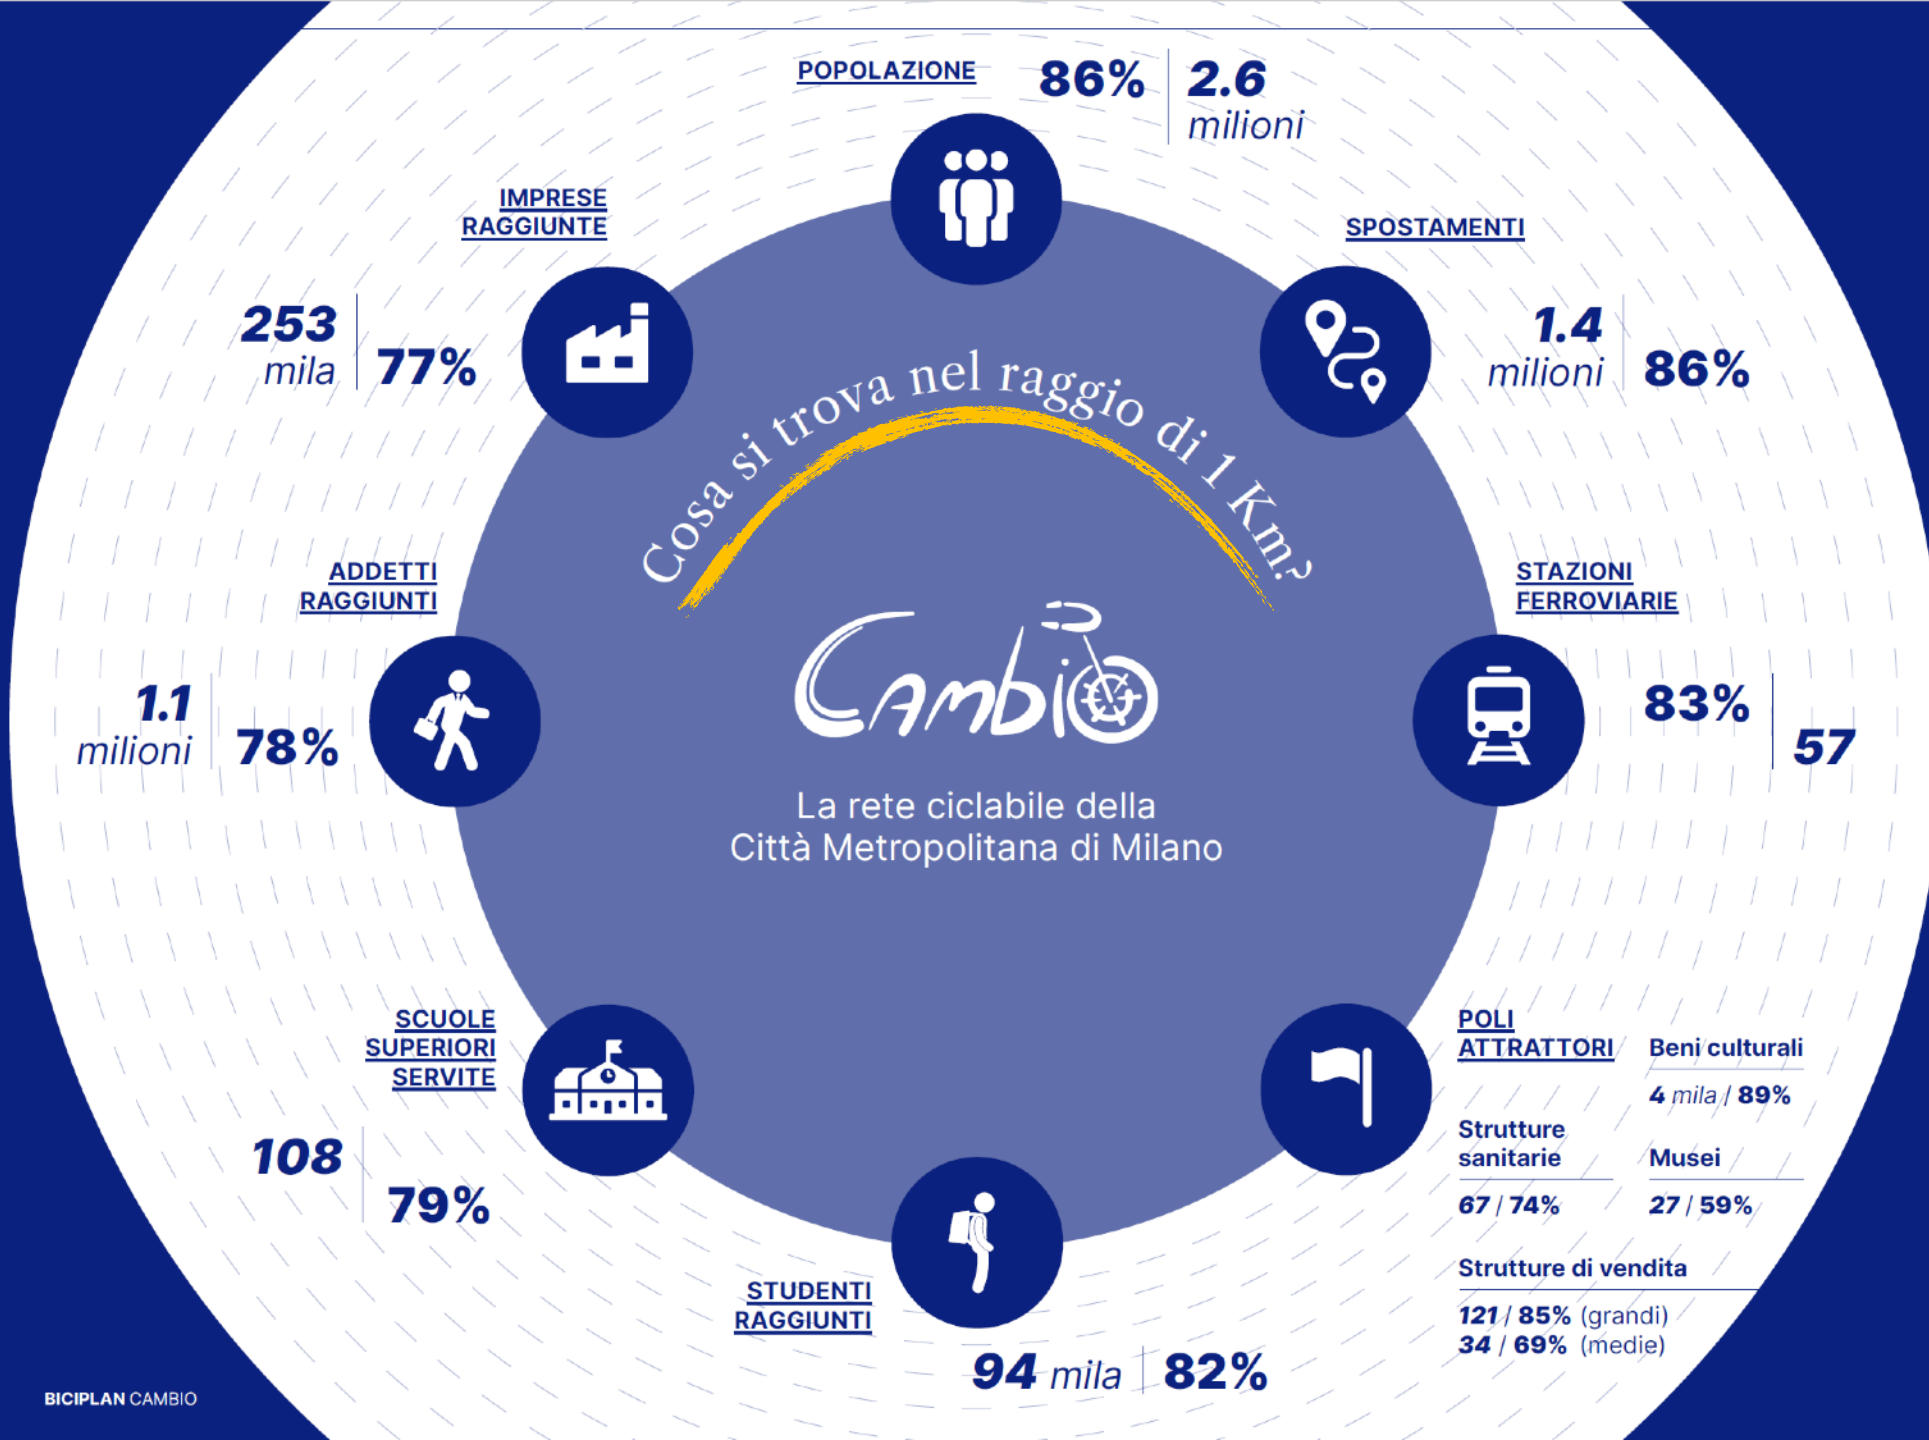 POPOLAZIONE
86%
2.6
milioni
IMPRESE
RAGGIUNTE
253
mila
77%
SPOSTAMENTI
1.4
milioni
86%
Cosa si trova nel raggio di 1 Km?
CAmbiO
La rete ciclabile della
Città Metropolitana di Milano
ADDETTI
RAGGIUNTI
1.1
milioni
78%
STAZIONI
FERROVIARIE
83%
57
SCUOLE
SUPERIORI
SERVITE
108
79%
POLI
ATTRATTORI
Beni culturali
4 mila / 89%
Strutture
sanitarie
67 / 74%
Musei
27 / 59%
Strutture di vendita
121 / 85% (grandi)
34 / 69% (medie)
STUDENTI
RAGGIUNTI
94 mila
82%
BICIPLAN CAMBIO